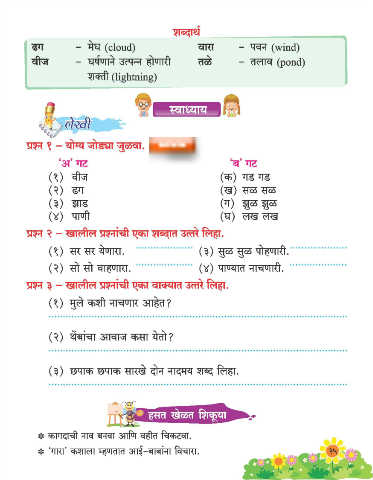 शब्दार्थ
ढग – मेघ (cloud) वारा – पवन (wind)
वीज – घर्षणाने उत्पन्न होणारी तळे – तलाव (pond)
शक्ती (lightning)
स्वाध्याय
लेखी
प्रश्न १ – योग्य जोड्या जुळवा.
'अ' गट 'ब' गट
(१) वीज (क) गड गड
(२) ढग (ख) सळ सळ
(३) झाड (ग) झुळ झुळ
(४) पाणी (घ) लख लख
प्रश्न २ – खालील प्रश्नांची एका शब्दात उत्तरे लिहा.
(१) सर सर येणारा. (३) सुळ सुळ पोहणारी.
(२) सो सो वाहणारा. (४) पाण्यात नाचणारी.
प्रश्न ३ – खालील प्रश्नांची एका वाक्यात उत्तरे लिहा.
(१) मुले कशी नाचणार आहेत?
(२) थेंबांचा आवाज कसा येतो?
(३) छपाक छपाक सारखे दोन नादमय शब्द लिहा.
हसत खेळत शिकूया
कागदाची नाव बनवा आणि वहीत चिकटवा.
'गारा' कशाला म्हणतात आई-बाबांना विचारा.